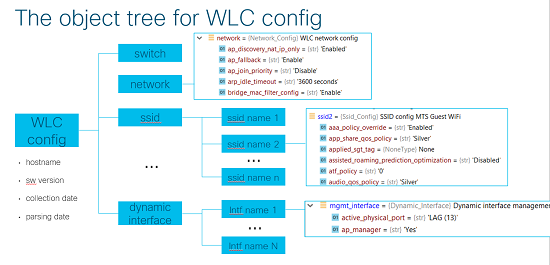 The object tree for WLC config
switch
network
ssid
...
dynamic
interface
WLC
config
• hostname
• sw version
• collection date
• parsing date
ssid name 1
ssid name 2
...
ssid name n
Intf name 1
...
Intf name N
network = {Network_Config} WLC network config
ap_discovery_nat_ip_only = {str} 'Enabled'
ap_fallback = {str} 'Enable'
ap_join_priority = {str} 'Disable'
arp_idle_timeout = {str} '3600 seconds'
bridge_mac_filter_config = {str} 'Enable'
ssid2 = {Ssid_Config} SSID config MTS Guest WiFi
aaa_policy_override = {str} 'Enabled'
app_share_qos_policy = {str} 'Silver'
applied_sgt_tag = {NoneType} None
assisted_roaming_prediction_optimization = {str} 'Disabled'
atf_policy = {str} '0'
audio_qos_policy = {str} 'Silver'
mgmt_interface = {Dynamic_Interface} Dynamic interface manageme
active_physical_port = {str} 'LAG (13)'
ap_manager = {str} 'Yes'